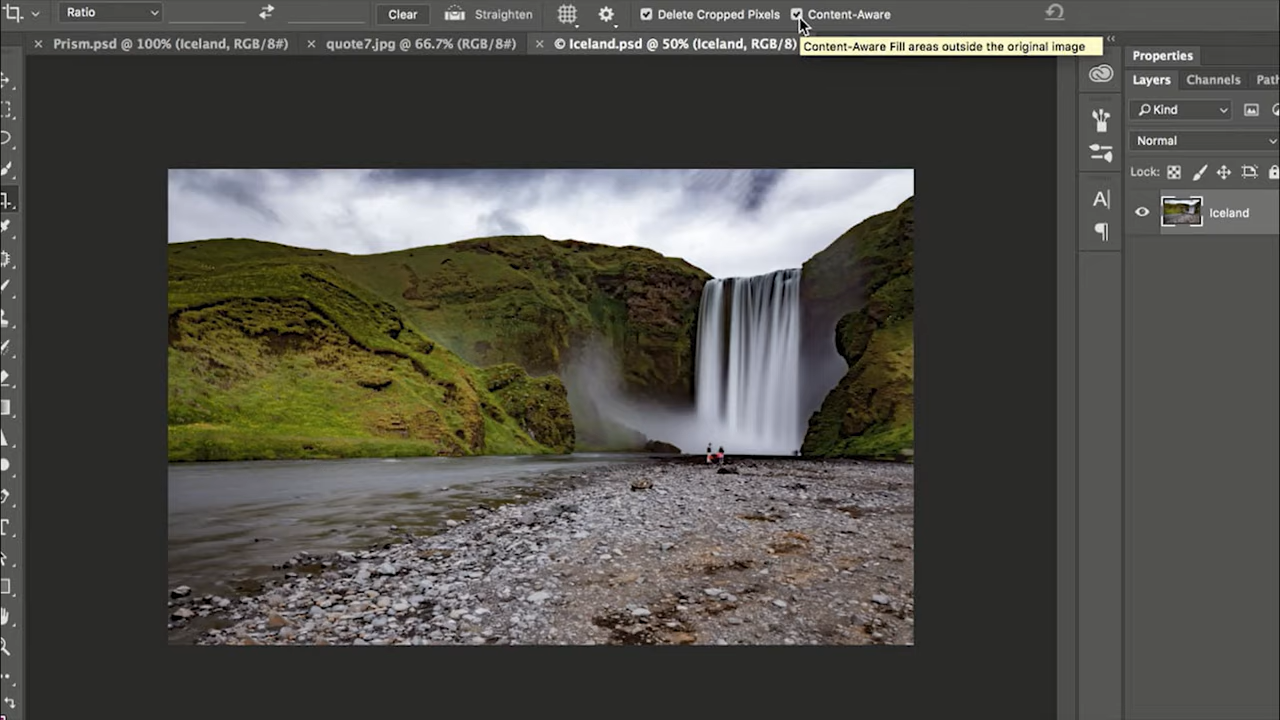 Ratio Clear Straighten Delete Cropped Pixels Content-Aware
× Prism.psd @ 100% (Iceland, RGB/8#) × quote7.jpg @ 66.7% (RGB/8#) × © Iceland.psd @ 50% (Iceland, RGB/8)
Content-Aware Fill areas outside the original image
Properties
Layers Channels Path
Kind
Normal
Lock:
Iceland